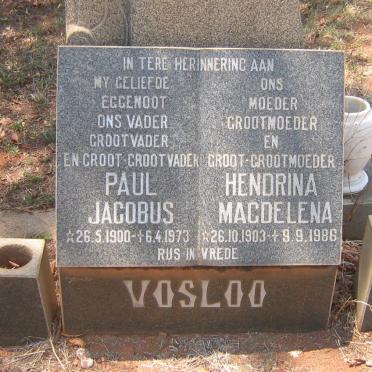 IN TERE HERINNERING AAN
MY GELIEFDE
EGGENOOT
ONS VADER
GROOTVADER
EN GROOT-GROOTVADER
PAUL
JACOBUS
☆26.5.1900-†6.4.1973
ONS
MOEDER
GROOTMOEDER
EN
GROOT-GROOTMOEDER
HENDRINA
MAGDELENA
☆26.10.1903-†9.9.1986
RUS IN VREDE
VOSLOO